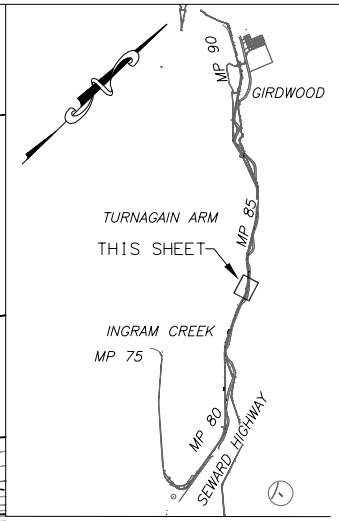 MP 90
GIRDWOOD
TURNAGAIN ARM
MP 85
THIS SHEET
INGRAM CREEK
MP 75
MP 80
SEWARD HIGHWAY